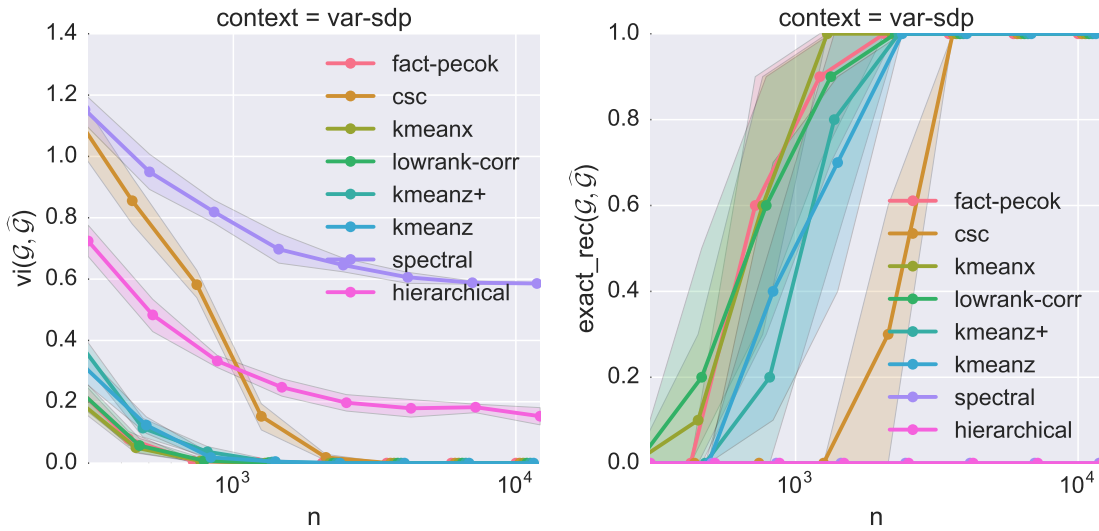 context = var-sdp
1.4
1.2
1.0
0.8
0.6
0.4
0.2
0.0
vi(𝒢, 𝒢̂)
10³
10⁴
n
fact-pecok
csc
kmeanx
lowrank-corr
kmeanz+
kmeanz
spectral
hierarchical
context = var-sdp
1.0
0.8
0.6
0.4
0.2
0.0
exact_rec(𝒢, 𝒢̂)
10³
10⁴
n
fact-pecok
csc
kmeanx
lowrank-corr
kmeanz+
kmeanz
spectral
hierarchical